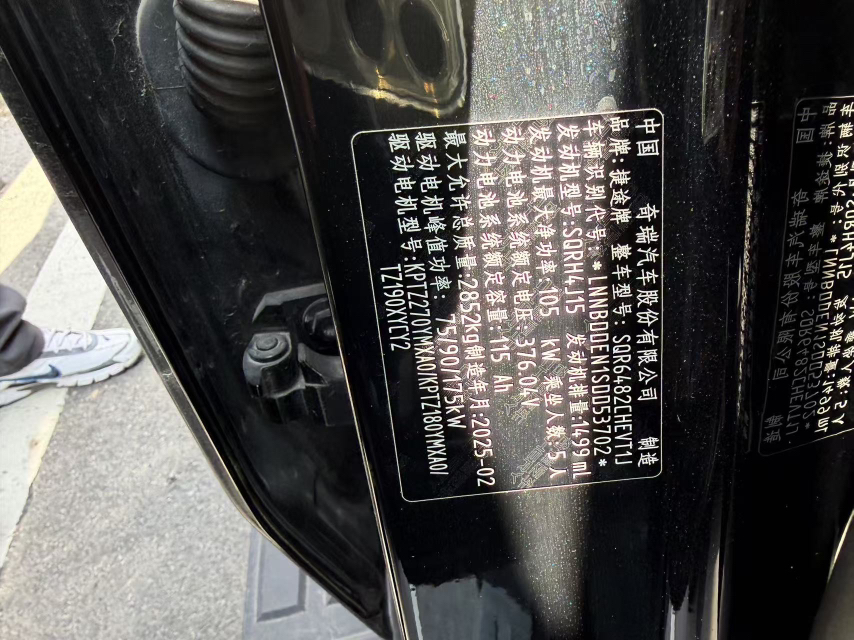 中国 奇瑞汽车股份有限公司 制造
品牌: 捷途牌 整车型号: SQR6482CHEVT1J
车辆识别代号: *LNNBDDEN1SDD53702*
发动机型号:SQRH4J15 发动机排量:1499 mL
发动机最大净功率: 105 kW 乘坐人数: 5 人
动力电池系统额定电压: 376.04V
动力电池系统额定容量: 115 Ah
最大允许总质量:2852kg 制造年月:2025-02
驱动电机峰值功率: 75/90/175kW
驱动电机型号:KPTZ270YMXA0/KPTZ180YMXA0/
TZ190XYCYZ